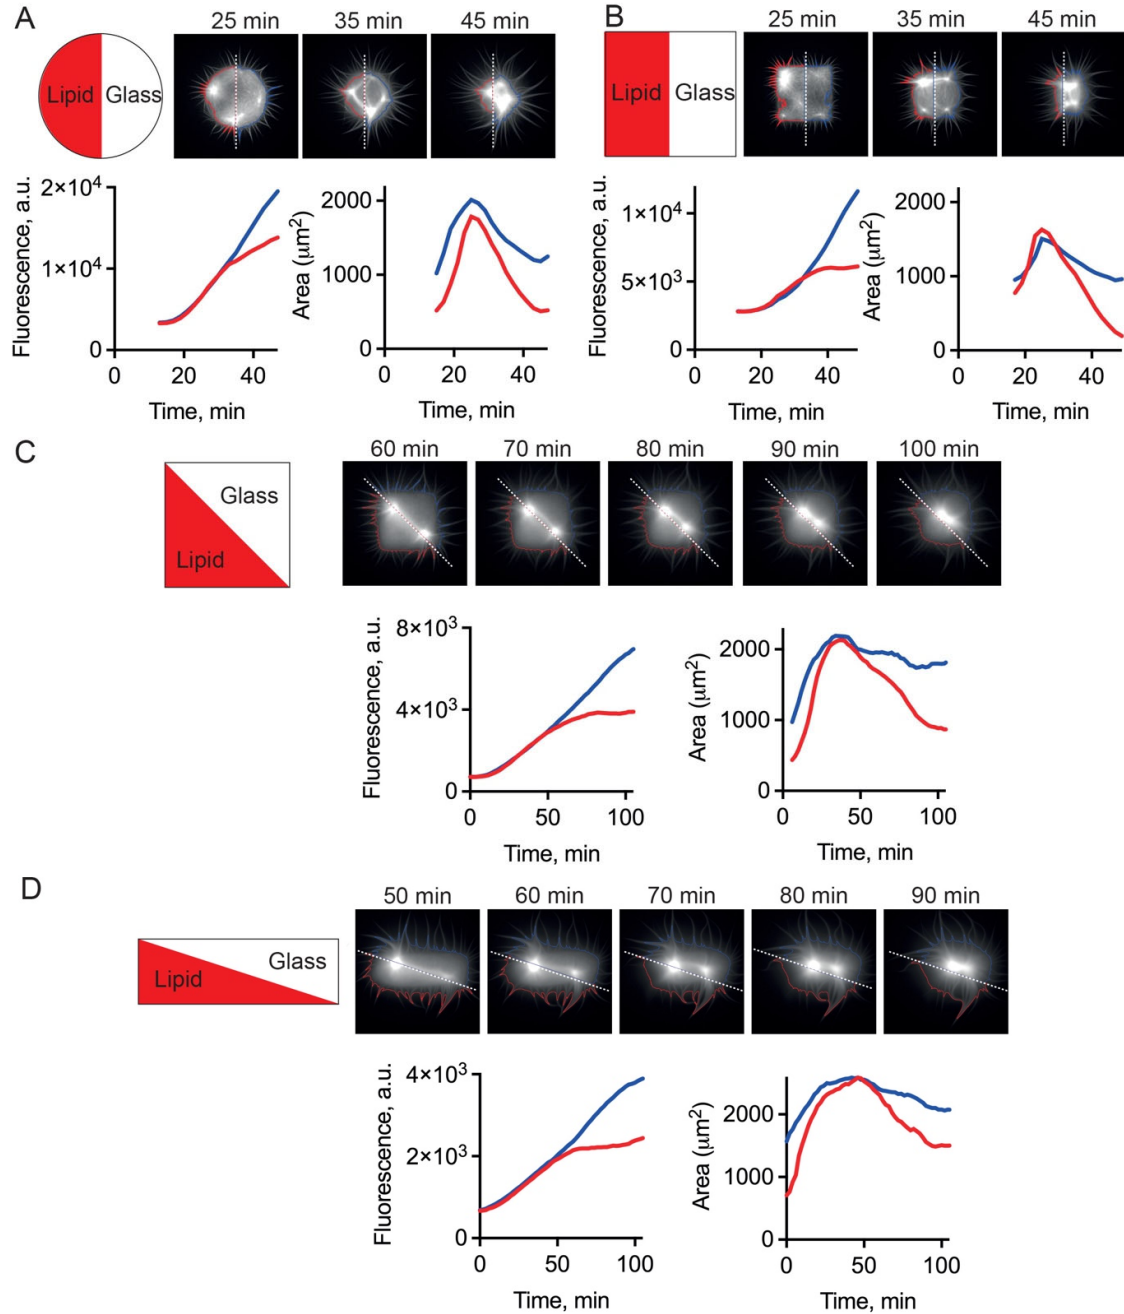 A
Lipid Glass
25 min 35 min 45 min
Fluorescence, a.u.
2×10⁴
1×10⁴
0
0 20 40
Time, min
Area (μm²)
2000
1000
0
0 20 40
Time, min
B
Lipid Glass
25 min 35 min 45 min
Fluorescence, a.u.
1×10⁴
5×10³
0
0 20 40
Time, min
Area (μm²)
2000
1000
0
0 20 40
Time, min
C
Glass
Lipid
60 min 70 min 80 min 90 min 100 min
Fluorescence, a.u.
8×10³
4×10³
0
0 50 100
Time, min
Area (μm²)
2000
1000
0
0 50 100
Time, min
D
Glass
Lipid
50 min 60 min 70 min 80 min 90 min
Fluorescence, a.u.
4×10³
2×10³
0
0 50 100
Time, min
Area (μm²)
2000
1000
0
0 50 100
Time, min